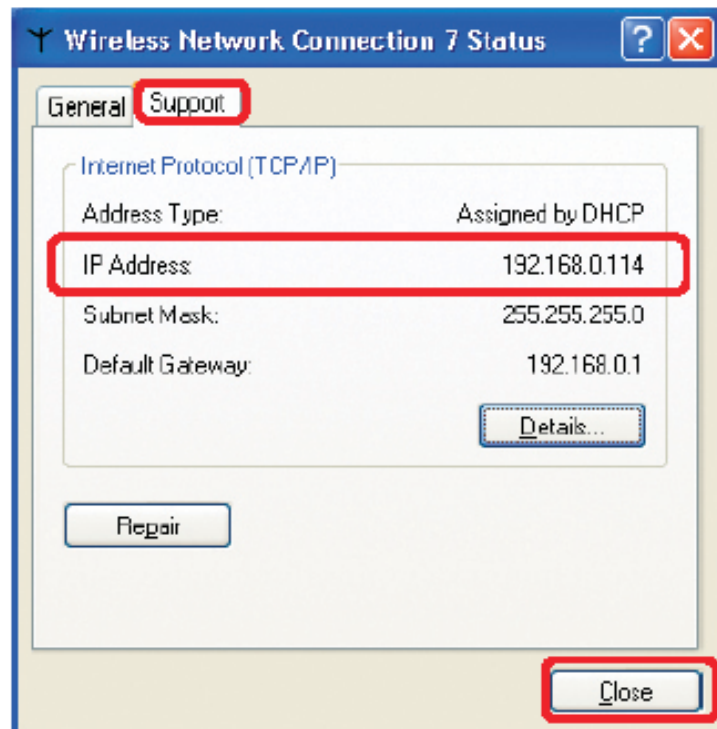 Wireless Network Connection 7 Status
General Support
Internet Protocol (TCP/IP)
Address Type: Assigned by DHCP
IP Address: 192.168.0.114
Subnet Mask: 255.255.255.0
Default Gateway: 192.168.0.1
Details...
Repair
Close